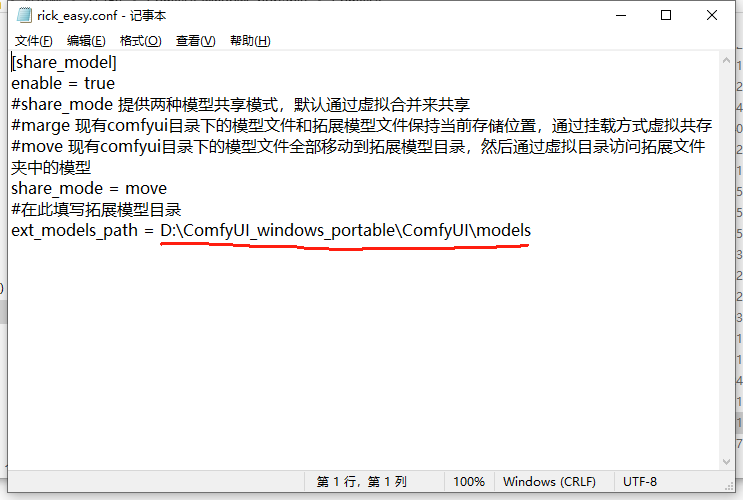 rick_easy.conf - 记事本
文件(F) 编辑(E) 格式(O) 查看(V) 帮助(H)
[share_model]
enable = true
#share_mode 提供两种模型共享模式，默认通过虚拟合并来共享
#marge 现有comfyui目录下的模型文件和拓展模型文件保持当前存储位置，通过挂载方式虚拟共存
#move 现有comfyui目录下的模型文件全部移动到拓展模型目录，然后通过虚拟目录访问拓展文件
夹中的模型
share_mode = move
#在此填写拓展模型目录
ext_models_path = D:\ComfyUI_windows_portable\ComfyUI\models
第 1 行，第 1 列 100% Windows (CRLF) UTF-8